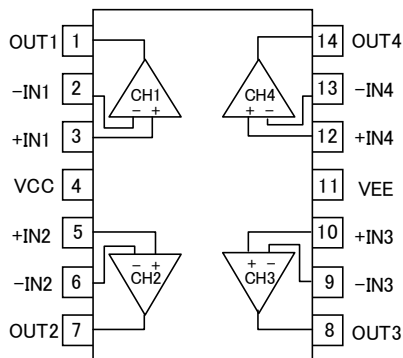 OUT1 1 14 OUT4
-IN1 2 CH1 - + CH4 + - 13 -IN4
+IN1 3 12 +IN4
VCC 4 11 VEE
+IN2 5 10 +IN3
-IN2 6 - + CH2 + - CH3 9 -IN3
OUT2 7 8 OUT3